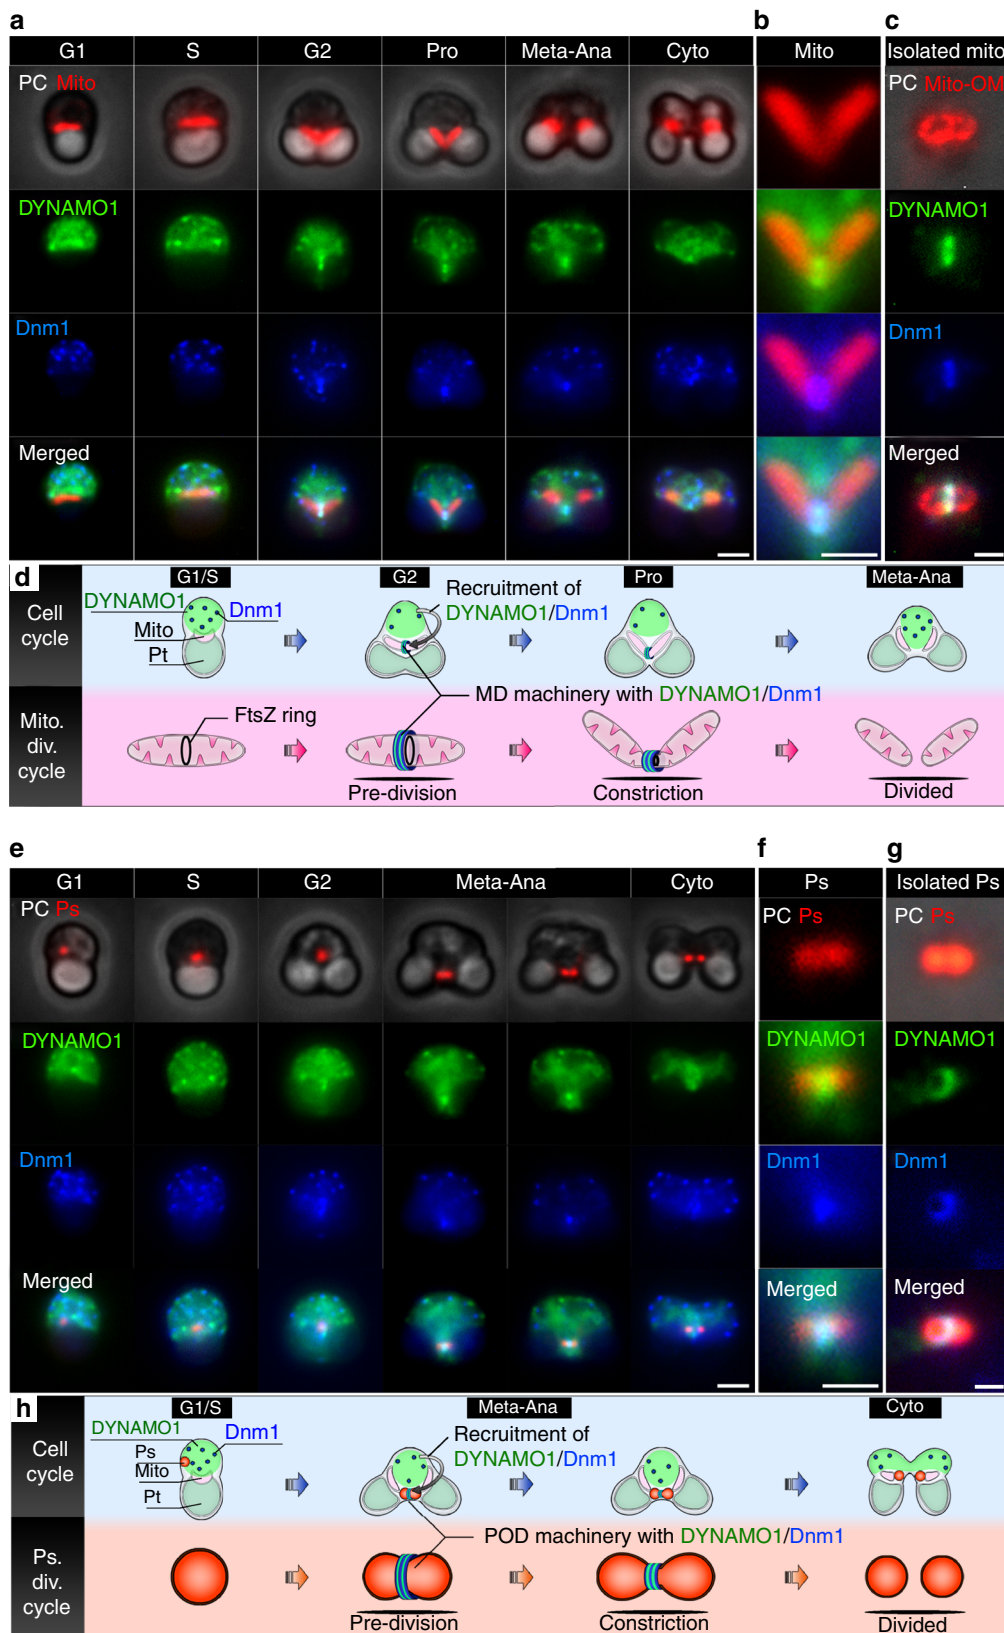 a
b
c
G1 S G2 Pro Meta-Ana Cyto Mito Isolated mito
PC Mito
PC Mito-OM
DYNAMO1
DYNAMO1
Dnm1
Dnm1
Merged
Merged
d
Cell cycle
G1/S
G2
Pro
Meta-Ana
DYNAMO1
Dnm1
Mito
Pt
Recruitment of
DYNAMO1/Dnm1
MD machinery with DYNAMO1/Dnm1
Mito. div. cycle
FtsZ ring
Pre-division
Constriction
Divided
e
f
g
G1 S G2 Meta-Ana Cyto Ps Isolated Ps
PC Ps
PC Ps
PC Ps
DYNAMO1
DYNAMO1
DYNAMO1
Dnm1
Dnm1
Dnm1
Merged
Merged
Merged
h
Cell cycle
G1/S
Meta-Ana
Cyto
DYNAMO1
Dnm1
Ps
Mito
Pt
Recruitment of
DYNAMO1/Dnm1
POD machinery with DYNAMO1/Dnm1
Ps. div. cycle
Pre-division
Constriction
Divided